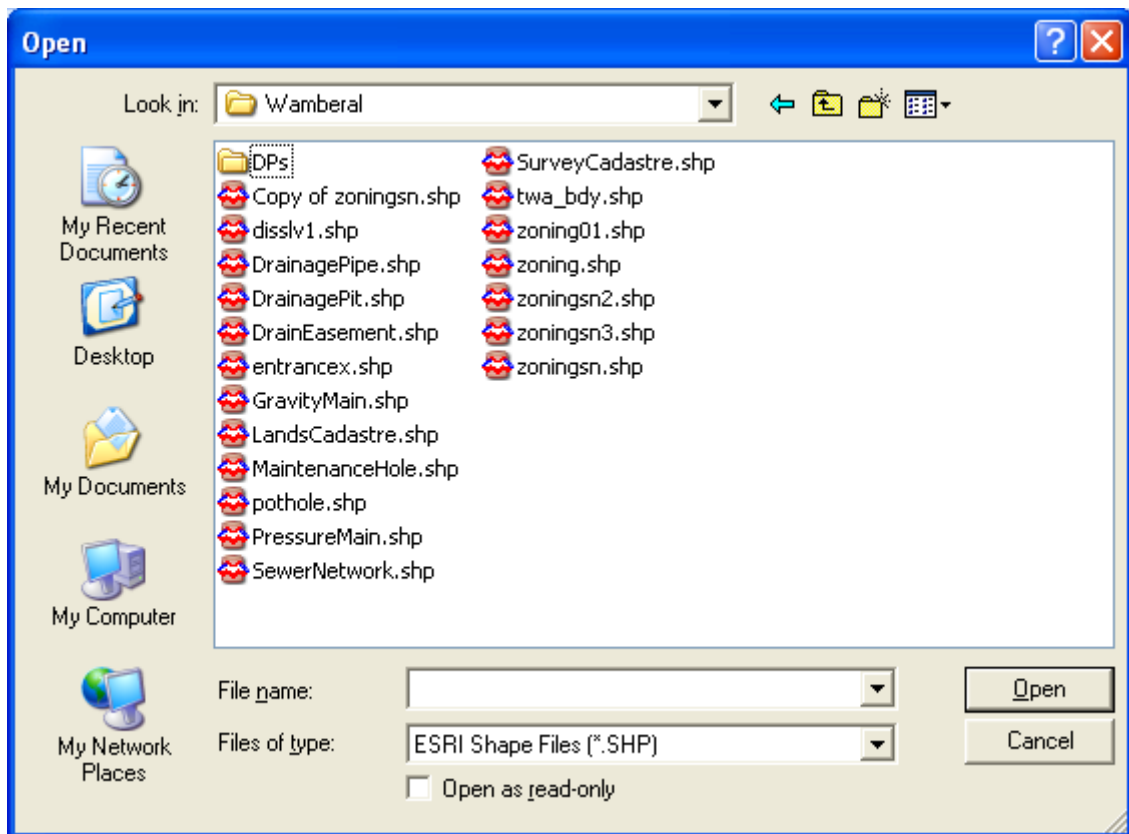 Open
Look in:
Wamberal
My Recent
Documents
Desktop
My Documents
My Computer
My Network
Places
DPs
Copy of zoningsn.shp
disslv1.shp
DrainagePipe.shp
DrainagePit.shp
DrainEasement.shp
entrancex.shp
GravityMain.shp
LandsCadastre.shp
MaintenanceHole.shp
pothole.shp
PressureMain.shp
SewerNetwork.shp
SurveyCadastre.shp
twa_bdy.shp
zoning01.shp
zoning.shp
zoningsn2.shp
zoningsn3.shp
zoningsn.shp
File name:
Open
Files of type:
ESRI Shape Files (*.SHP)
Cancel
Open as read-only